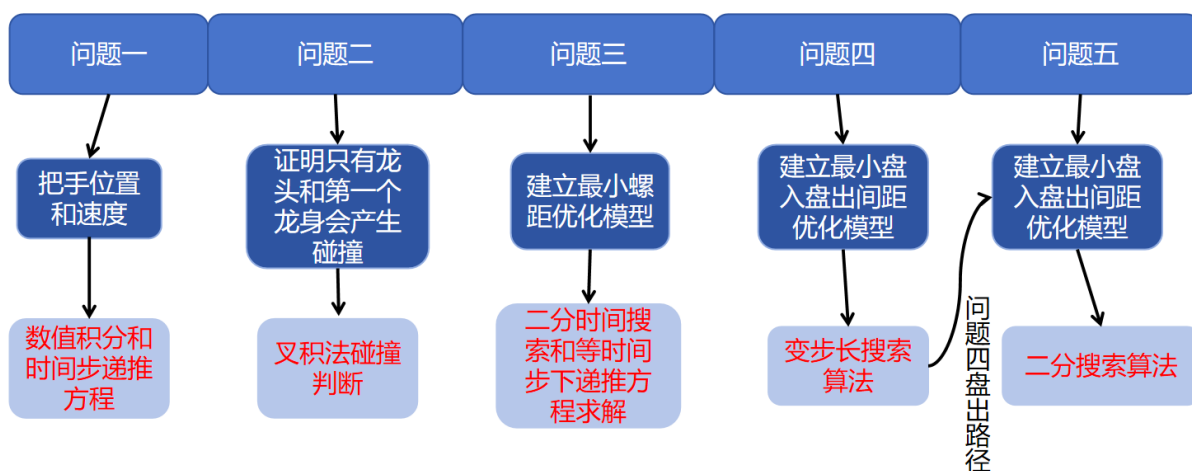 问题一
问题二
问题三
问题四
问题五
把手位置
和速度
证明只有龙
头和第一个
龙身会产生
碰撞
建立最小螺
距优化模型
建立最小盘
入盘出间距
优化模型
建立最小盘
入盘出间距
优化模型
数值积分和
时间步递推
方程
叉积法碰撞
判断
二分时间搜
索和等时间
步下递推方
程求解
变步长搜索
算法
问题四盘出路径
二分搜索算法